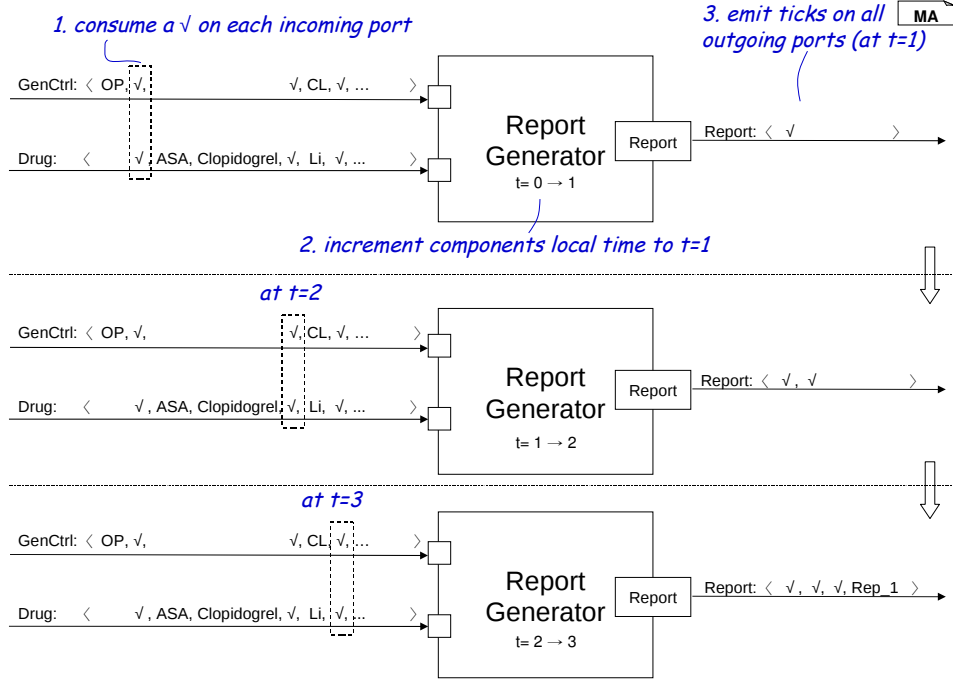 1. consume a √ on each incoming port
3. emit ticks on all
outgoing ports (at t=1)
MA
GenCtrl: 〈 OP, √, √, CL, √, … 〉
Drug: 〈 √ , ASA, Clopidogrel, √, Li, √, ... 〉
Report
Generator
t= 0 → 1
Report
Report: 〈 √ 〉
2. increment components local time to t=1
at t=2
GenCtrl: 〈 OP, √, √, CL, √, … 〉
Drug: 〈 √ , ASA, Clopidogrel, √, Li, √, ... 〉
Report
Generator
t= 1 → 2
Report
Report: 〈 √ , √ 〉
at t=3
GenCtrl: 〈 OP, √, √, CL, √, … 〉
Drug: 〈 √ , ASA, Clopidogrel, √, Li, √, ... 〉
Report
Generator
t= 2 → 3
Report
Report: 〈 √, √, √, Rep_1 〉